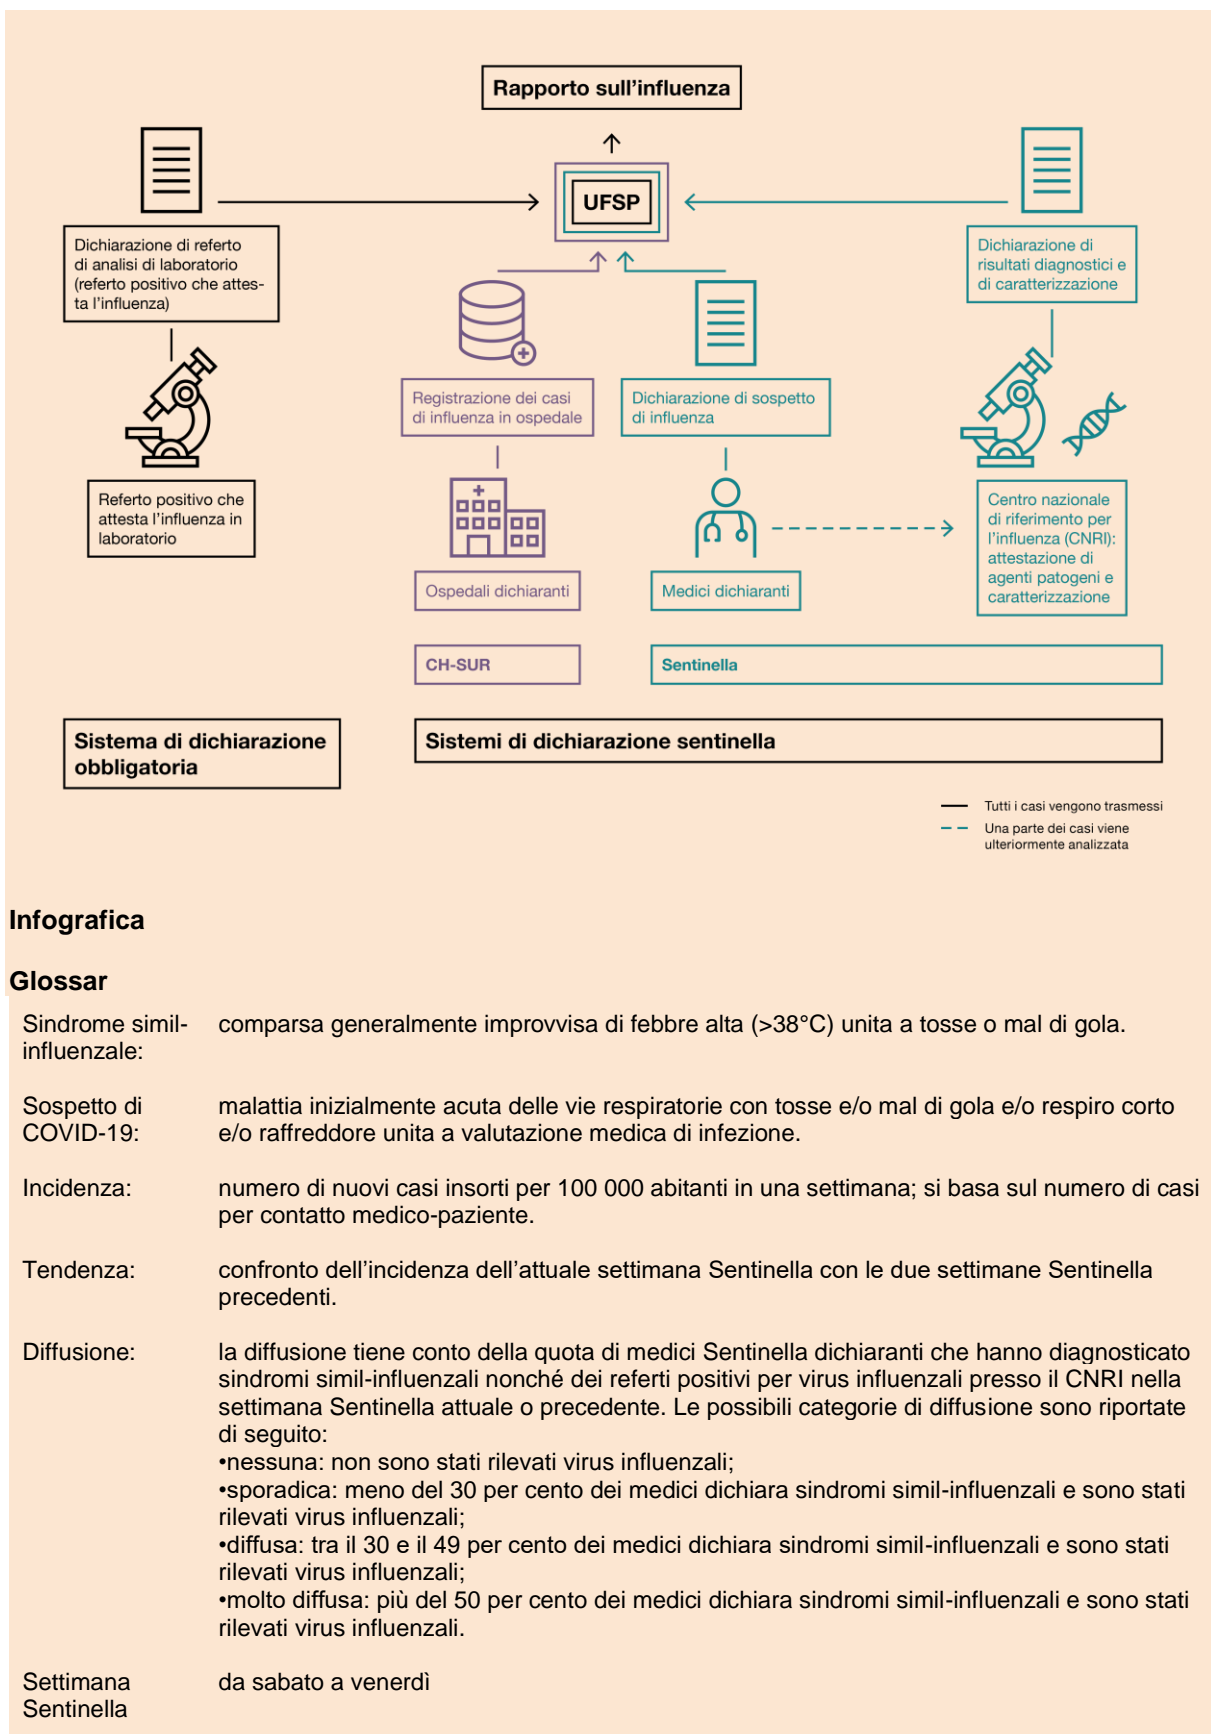 Rapporto sull’influenza
UFSP
Dichiarazione di referto
di analisi di laboratorio
(referto positivo che attes-
ta l’influenza)
Dichiarazione di
risultati diagnostici e
di caratterizzazione
Registrazione dei casi
di influenza in ospedale
Dichiarazione di sospetto
di influenza
Referto positivo che
attesta l’influenza in
laboratorio
Centro nazionale
di riferimento per
l’influenza (CNRI):
attestazione di
agenti patogeni e
caratterizzazione
Ospedali dichiaranti
Medici dichiaranti
CH-SUR
Sentinella
Sistema di dichiarazione
obbligatoria
Sistemi di dichiarazione sentinella
Tutti i casi vengono trasmessi
Una parte dei casi viene
ulteriormente analizzata
Infografica
Glossar
Sindrome simil-
influenzale:
comparsa generalmente improvvisa di febbre alta (>38°C) unita a tosse o mal di gola.
Sospetto di
COVID-19:
malattia inizialmente acuta delle vie respiratorie con tosse e/o mal di gola e/o respiro corto
e/o raffreddore unita a valutazione medica di infezione.
Incidenza:
numero di nuovi casi insorti per 100 000 abitanti in una settimana; si basa sul numero di casi
per contatto medico-paziente.
Tendenza:
confronto dell’incidenza dell’attuale settimana Sentinella con le due settimane Sentinella
precedenti.
Diffusione:
la diffusione tiene conto della quota di medici Sentinella dichiaranti che hanno diagnosticato
sindromi simil-influenzali nonché dei referti positivi per virus influenzali presso il CNRI nella
settimana Sentinella attuale o precedente. Le possibili categorie di diffusione sono riportate
di seguito:
•nessuna: non sono stati rilevati virus influenzali;
•sporadica: meno del 30 per cento dei medici dichiara sindromi simil-influenzali e sono stati
rilevati virus influenzali;
•diffusa: tra il 30 e il 49 per cento dei medici dichiara sindromi simil-influenzali e sono stati
rilevati virus influenzali;
•molto diffusa: più del 50 per cento dei medici dichiara sindromi simil-influenzali e sono stati
rilevati virus influenzali.
Settimana
Sentinella
da sabato a venerdì